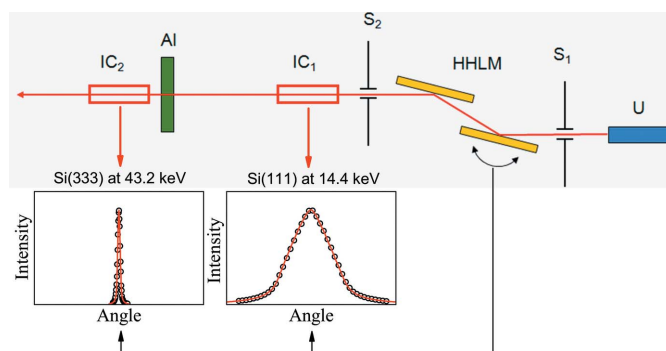 S₂
Al
S₁
IC₂
IC₁
HHLM
U
Si(333) at 43.2 keV
Si(111) at 14.4 keV
Intensity
Intensity
Angle
Angle